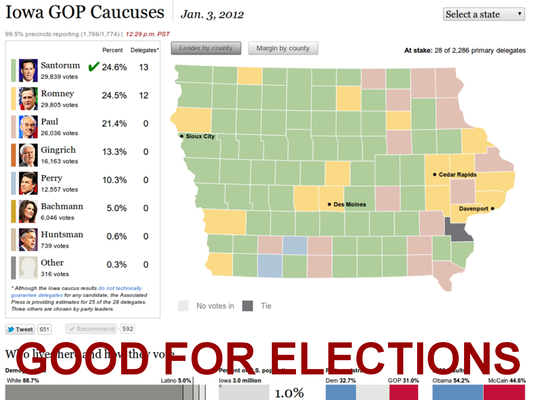 Iowa GOP Caucuses Jan. 3, 2012
Select a state
99.5% precincts reporting (1,766/1,774) | 12:29 p.m. PST
Leader by county
Margin by county
At stake: 28 of 2,286 primary delegates
Percent Delegates*
Santorum 24.6% 13
29,839 votes
Romney 24.5% 12
29,805 votes
Paul 21.4% 0
26,036 votes
Gingrich 13.3% 0
16,163 votes
Perry 10.3% 0
12,557 votes
Bachmann 5.0% 0
6,046 votes
Huntsman 0.6% 0
739 votes
Other 0.3% 0
316 votes
* Although the Iowa caucus results do not technically
guarantee delegates for any candidate, the Associated
Press is providing estimates for 25 of the 28 delegates.
Three others are chosen by party leaders.
Sioux City
Cedar Rapids
Des Moines
Davenport
No votes in
Tie
Tweet 651
Recommend 592
Who lives here and how they vote
GOOD FOR ELECTIONS
White 88.7% Latino 5.0%
Iowa 3.0 million
1.0%
Dem 32.7% GOP 31.0%
Obama 54.2% McCain 44.6%